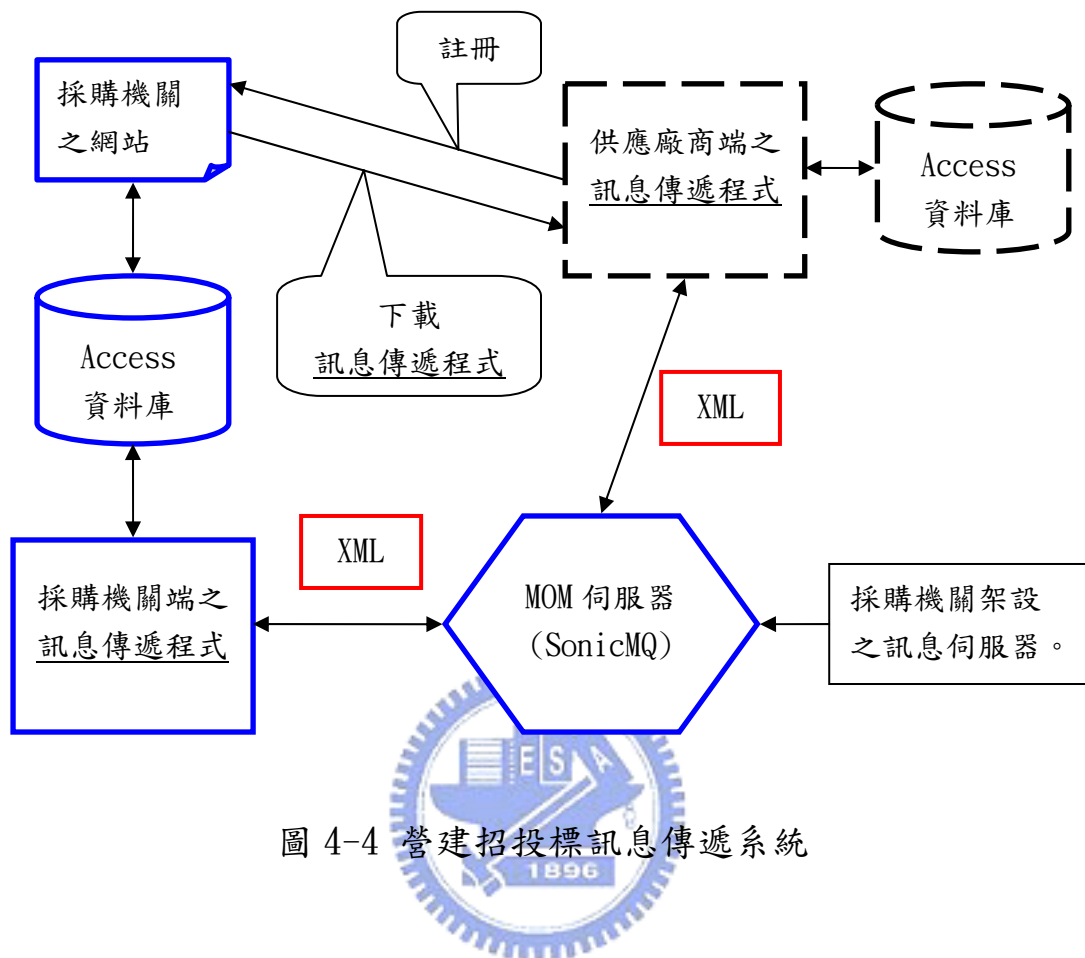 註冊
採購機關
之網站
供應廠商端之
訊息傳遞程式
Access
資料庫
下載
訊息傳遞程式
Access
資料庫
XML
XML
採購機關端之
訊息傳遞程式
MOM 伺服器
(SonicMQ)
採購機關架設
之訊息伺服器。
ESA
圖 4-4 營建招投標訊息傳遞系統
1896